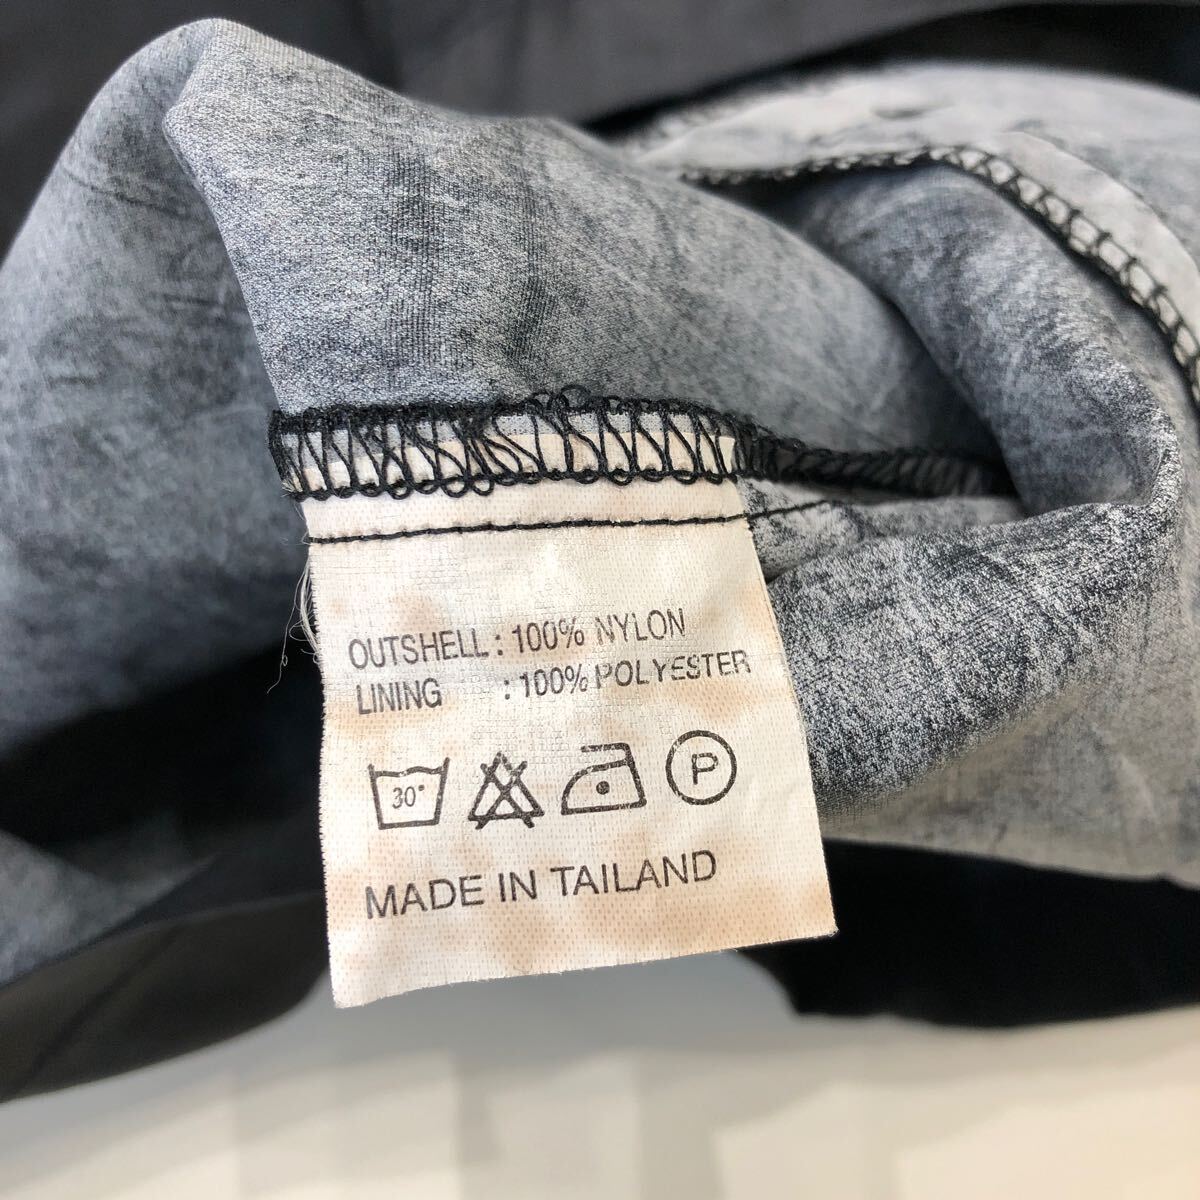 OUTSHELL : 100% NYLON
LINING : 100% POLYESTER
30° P
MADE IN TAILAND